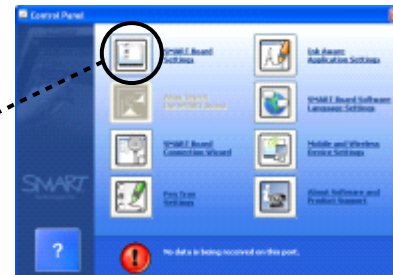 Control Panel
SMART Board
Settings
Ink Aware
Application Settings
SMART Board Software
Language Settings
SMART Board
Connection Wizard
Mobile and Wireless
Device Settings
Pen Tray
Settings
About Software and
Product Support
SMART
?
No data is being received on this port.